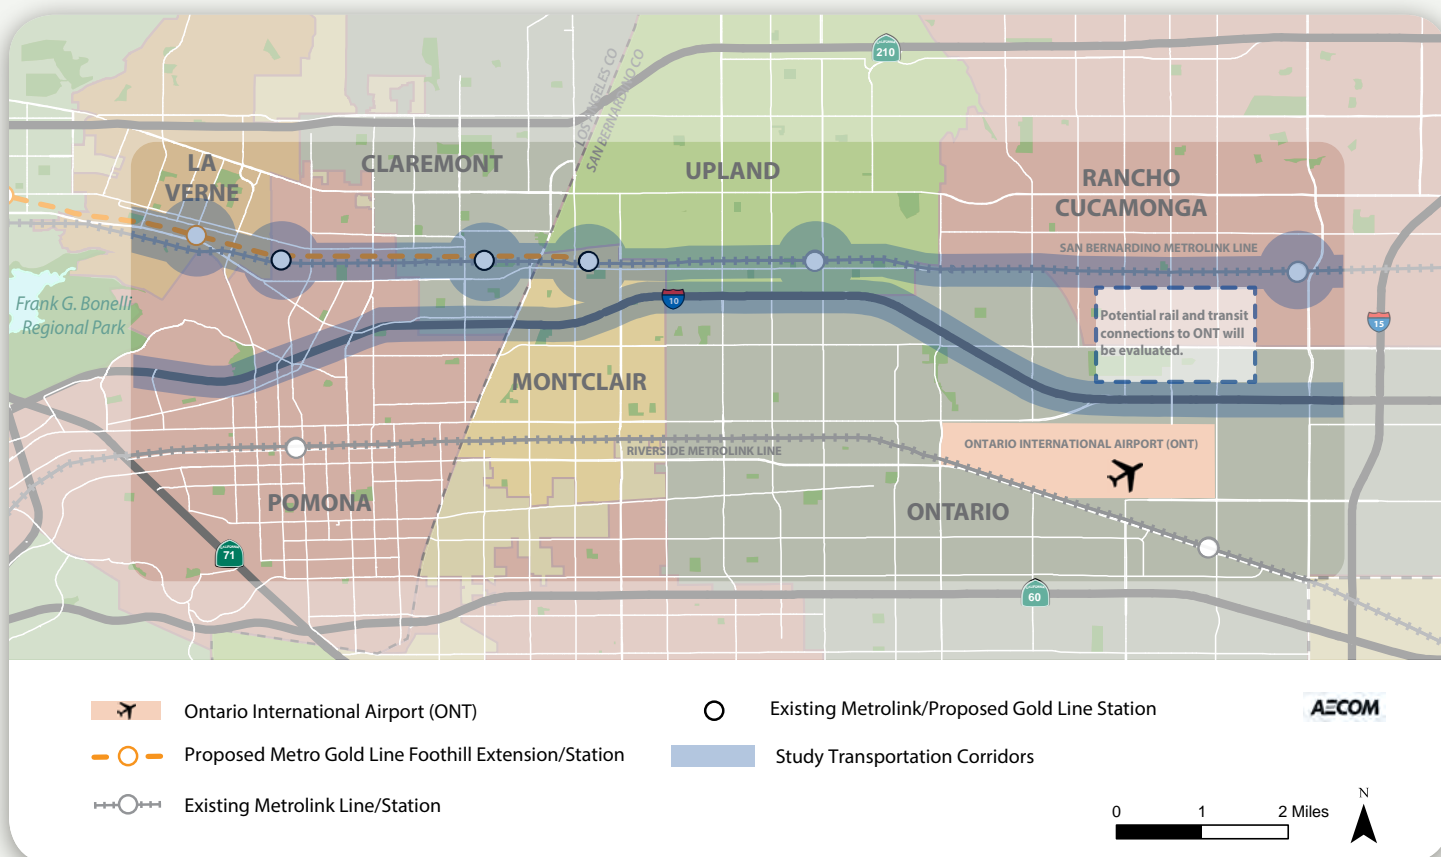 210
LOS ANGELES CO
SAN BERNARDINO CO
LA
VERNE
CLAREMONT
UPLAND
RANCHO
CUCAMONGA
SAN BERNARDINO METROLINK LINE
Frank G. Bonelli
Regional Park
10
Potential rail and transit
connections to ONT will
be evaluated.
15
MONTCLAIR
ONTARIO INTERNATIONAL AIRPORT (ONT)
RIVERSIDE METROLINK LINE
POMONA
ONTARIO
CALIFORNIA
71
60
Ontario International Airport (ONT)
Existing Metrolink/Proposed Gold Line Station
AECOM
Proposed Metro Gold Line Foothill Extension/Station
Study Transportation Corridors
Existing Metrolink Line/Station
N
0 1 2 Miles